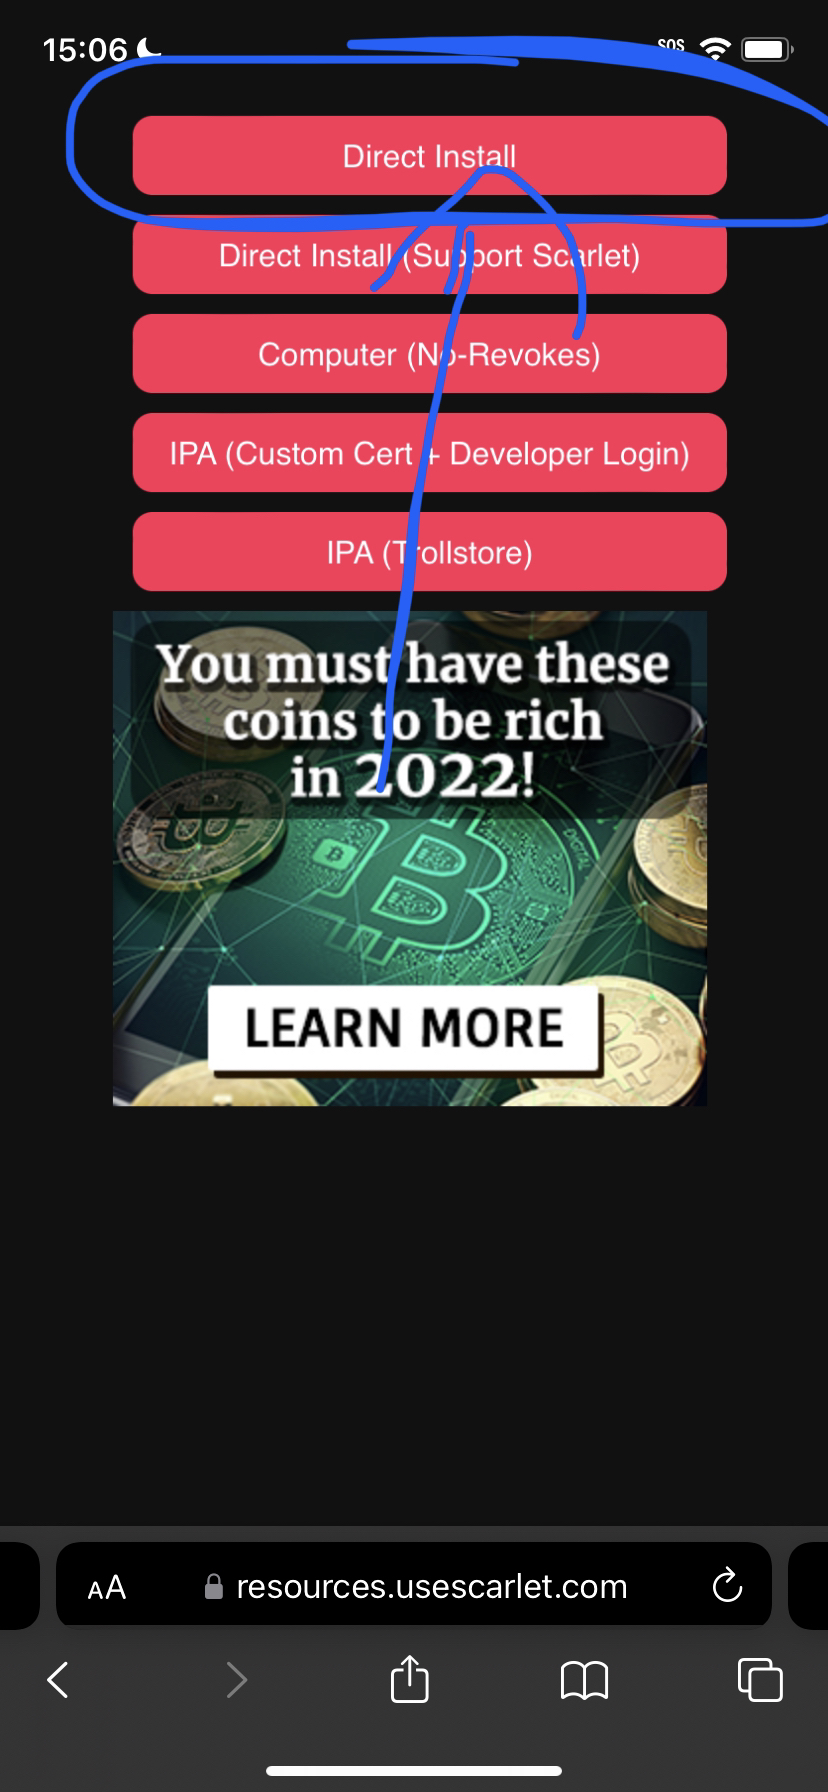 15:06
SOS
Direct Install
Direct Install (Support Scarlet)
Computer (No-Revokes)
IPA (Custom Cert + Developer Login)
IPA (Trollstore)
You must have these
coins to be rich
in 2022!
LEARN MORE
AA
resources.usescarlet.com